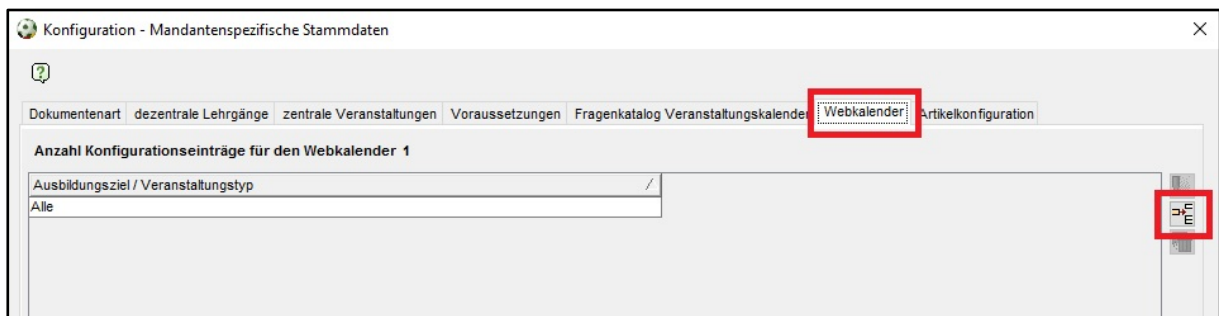 Konfiguration - Mandantenspezifische Stammdaten
Dokumentenart dezentrale Lehrgänge zentrale Veranstaltungen Voraussetzungen Fragenkatalog Veranstaltungskalender Webkalender Artikelkonfiguration
Anzahl Konfigurationseinträge für den Webkalender 1
Ausbildungsziel / Veranstaltungstyp
Alle